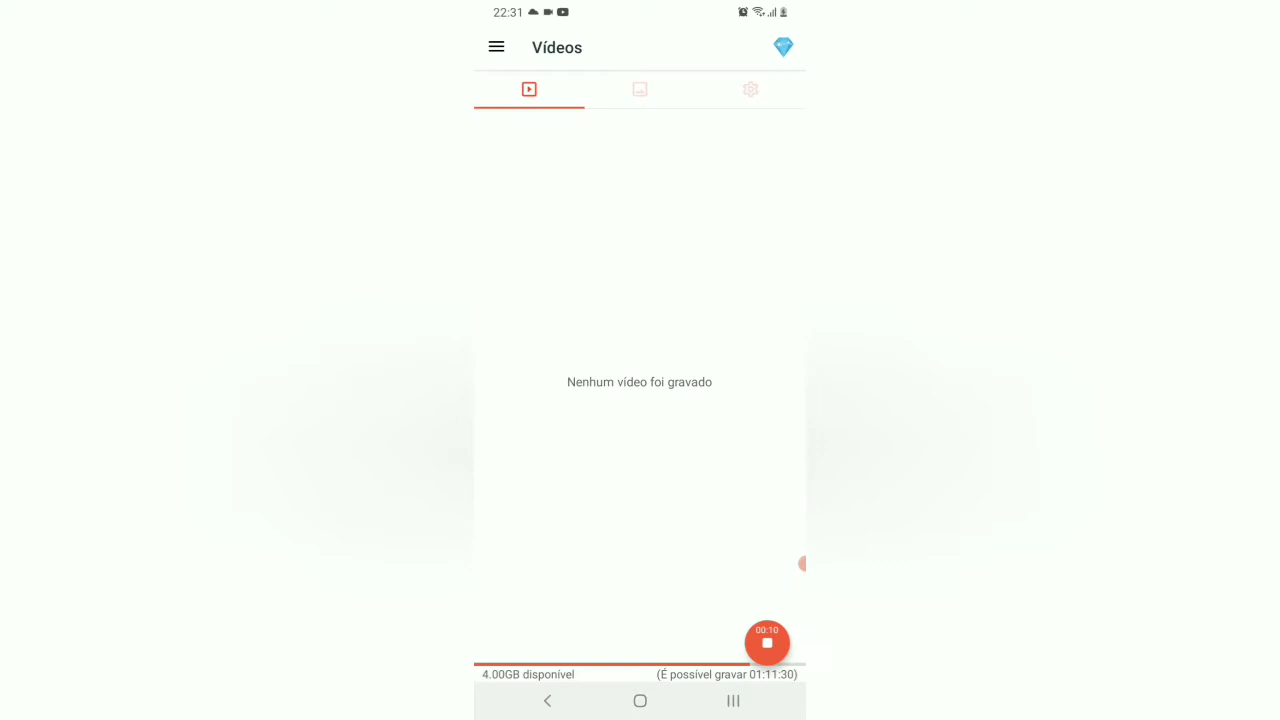 22:31
Vídeos
Nenhum vídeo foi gravado
00:10
4.00GB disponível (É possível gravar 01:11:30)